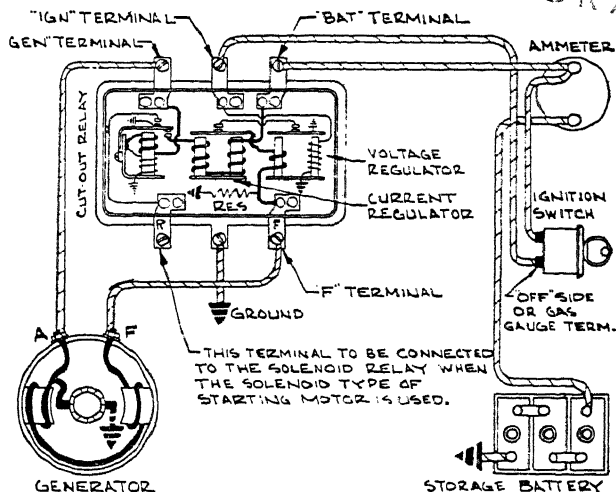 "IGN" TERMINAL
"BAT" TERMINAL
GEN" TERMINAL
AMMETER
CUT-OUT RELAY
VOLTAGE
REGULATOR
CURRENT
REGULATOR
RES
IGNITION
SWITCH
R
F
"F" TERMINAL
"OFF" SIDE
OR GAS
GAUGE TERM.
GROUND
A
F
THIS TERMINAL TO BE CONNECTED
TO THE SOLENOID RELAY WHEN
THE SOLENOID TYPE OF
STARTING MOTOR IS USED.
GENERATOR
STORAGE BATTERY